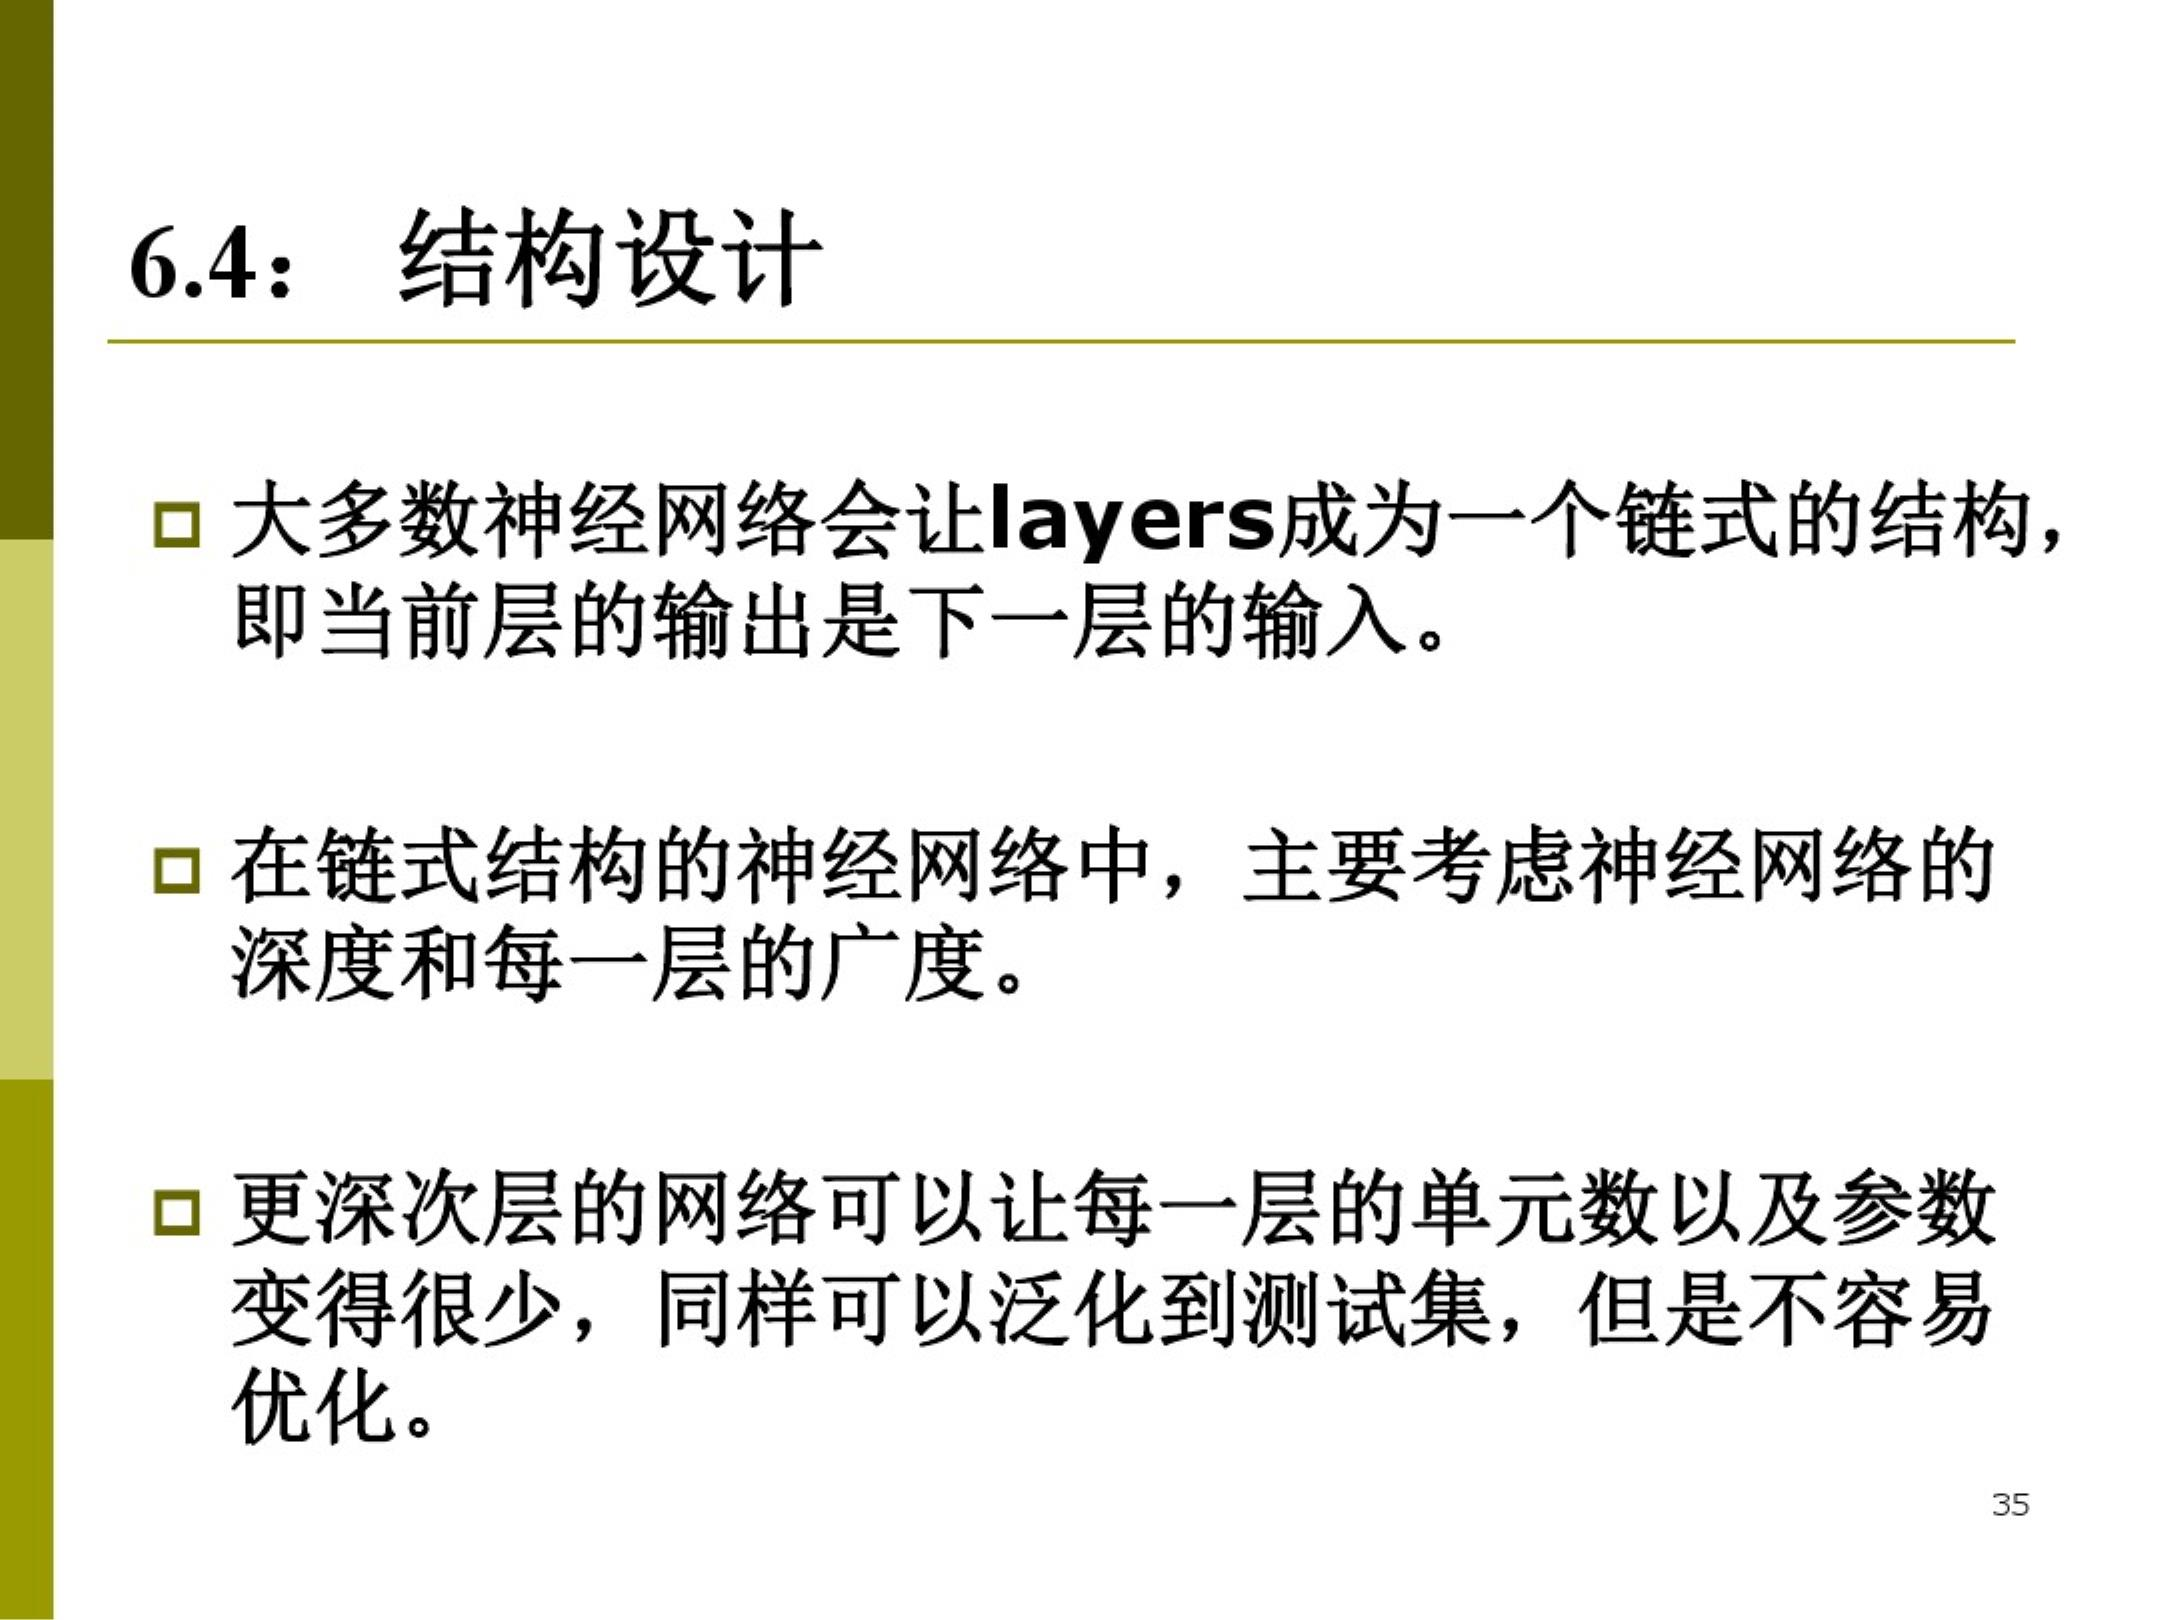 6.4： 结构设计
大多数神经网络会让layers成为一个链式的结构，
即当前层的输出是下一层的输入。
在链式结构的神经网络中，主要考虑神经网络的
深度和每一层的广度。
更深次层的网络可以让每一层的单元数以及参数
变得很少，同样可以泛化到测试集，但是不容易
优化。
35